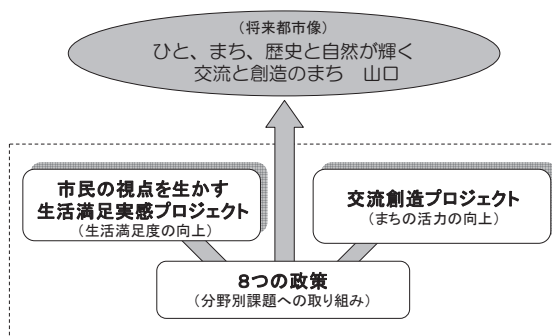 (将来都市像)
ひと、まち、歴史と自然が輝く
交流と創造のまち　山口
市民の視点を生かす
生活満足実感プロジェクト
(生活満足度の向上)
交流創造プロジェクト
(まちの活力の向上)
8つの政策
(分野別課題への取り組み)